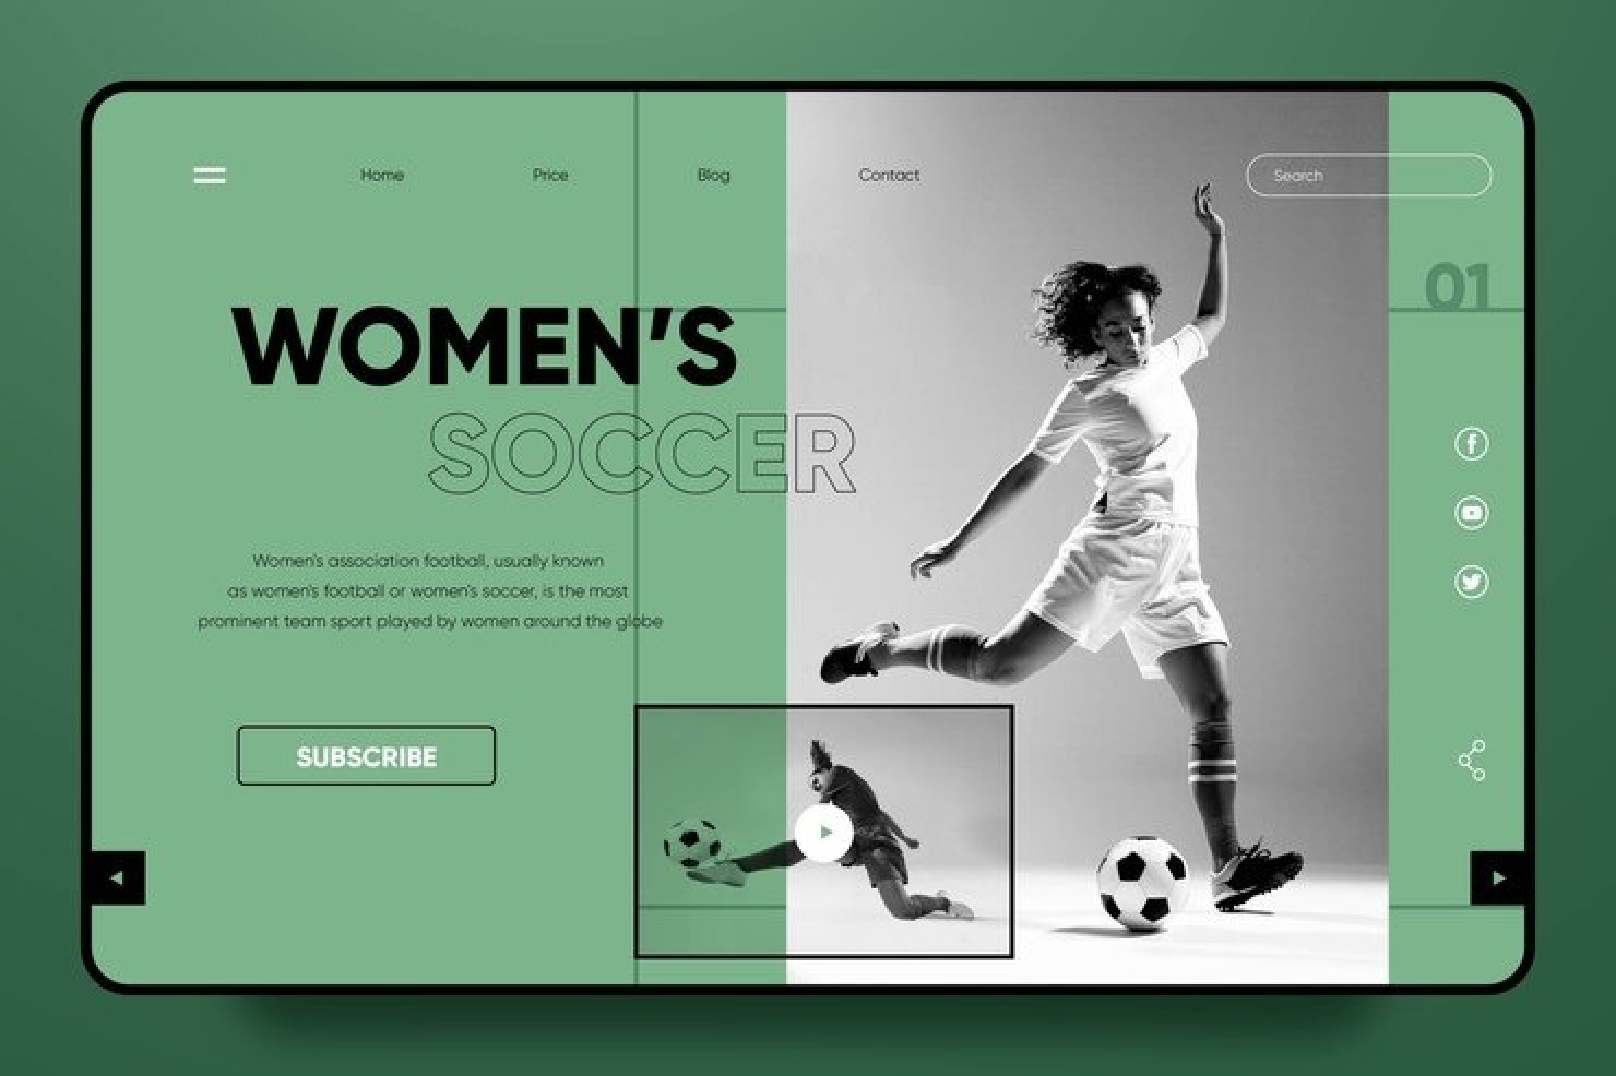 Home Price Blog Contact Search
01
WOMEN'S
SOCCER
Women's association football, usually known
as women's football or women's soccer, is the most
prominent team sport played by women around the globe
SUBSCRIBE